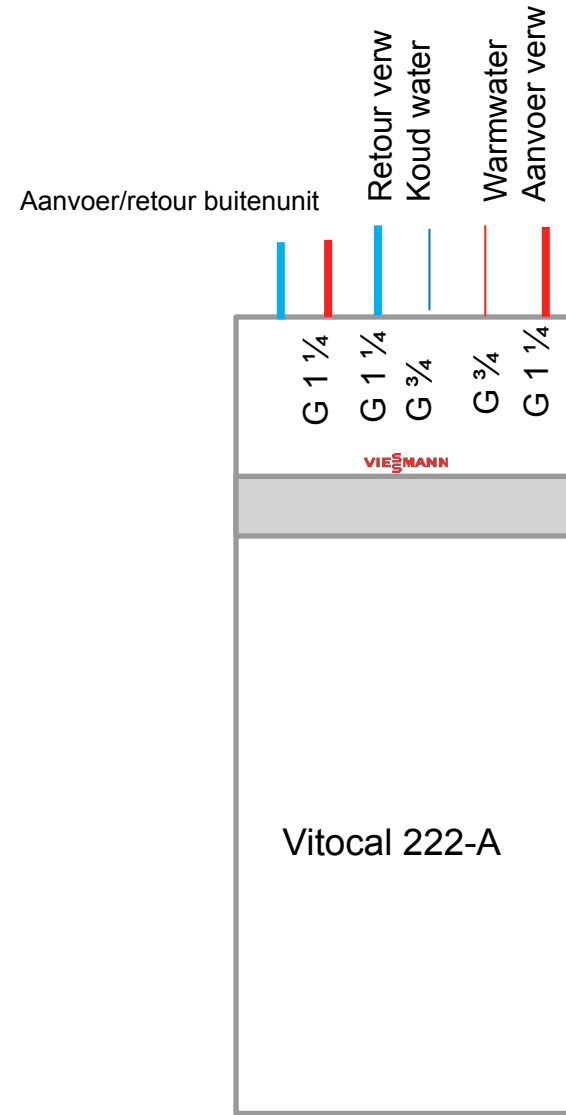 Retour verw
Koud water
Warmwater
Aanvoer verw
Aanvoer/retour buitenunit
G 1 ¼
G 1 ¼
G ¾
G ¾
G 1 ¼
VIESSMANN
Vitocal 222-A